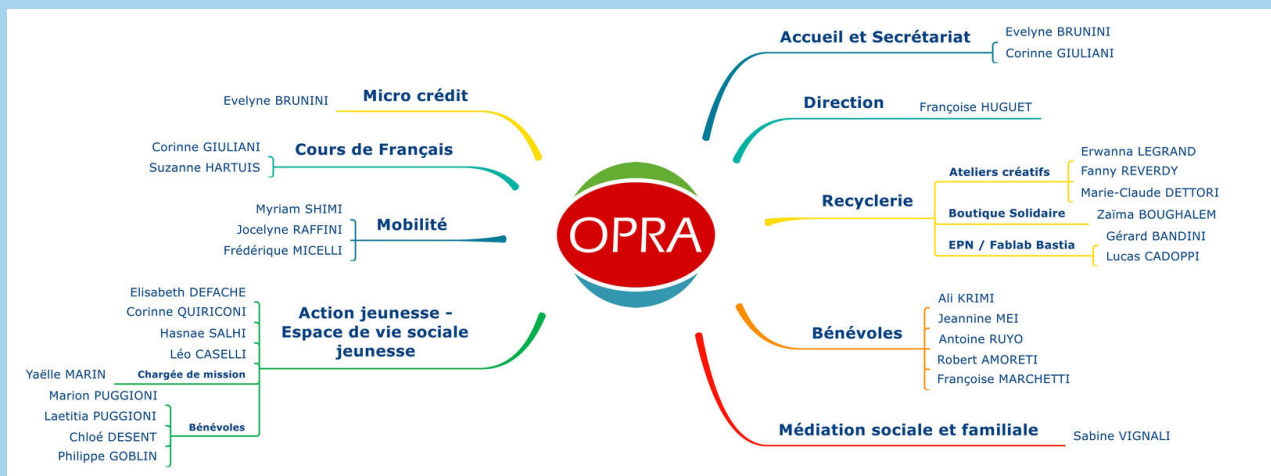 OPRA
Accueil et Secrétariat
Evelyne BRUNINI
Corinne GIULIANI
Direction
Françoise HUGUET
Recyclerie
Ateliers créatifs
Erwanna LEGRAND
Fanny REVERDY
Marie-Claude DETTORI
Boutique Solidaire
Zaïma BOUGHALEM
EPN / Fablab Bastia
Gérard BANDINI
Lucas CADOPPI
Bénévoles
Ali KRIMI
Jeannine MEI
Antoine RUYO
Robert AMORETI
Françoise MARCHETTI
Médiation sociale et familiale
Sabine VIGNALI
Micro crédit
Evelyne BRUNINI
Cours de Français
Corinne GIULIANI
Suzanne HARTUIS
Mobilité
Myriam SHIMI
Jocelyne RAFFINI
Frédérique MICELLI
Action jeunesse -
Espace de vie sociale
jeunesse
Elisabeth DEFACHE
Corinne QUIRICONI
Hasnae SALHI
Léo CASELLI
Chargée de mission
Yaëlle MARIN
Bénévoles
Marion PUGGIONI
Laetitia PUGGIONI
Chloé DESENT
Philippe GOBLIN